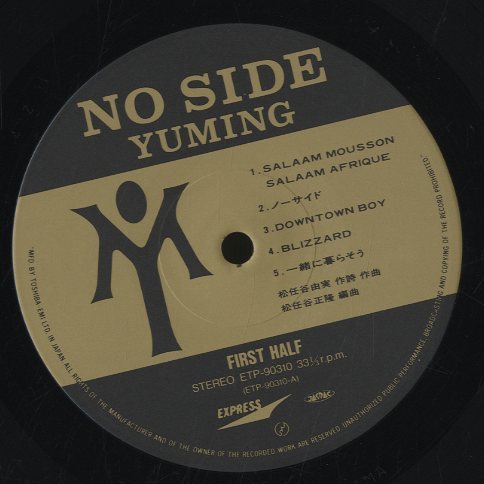 NO SIDE
YUMING
1. SALAAM MOUSSON
SALAAM AFRIQUE
2. ノーサイド
3. DOWNTOWN BOY
4. BLIZZARD
5. 一緒に暮らそう
松任谷由実 作詩 作曲
松任谷正隆 編曲
FIRST HALF
STEREO ETP-90310 33⅓ r.p.m.
(ETP-90310-A)
EXPRESS
JASRAC
MFD. BY TOSHIBA EMI LTD. IN JAPAN ALL RIGHTS OF THE MANUFACTURER AND OF THE OWNER OF THE RECORDED WORK ARE RESERVED. UNAUTHORIZED PUBLIC PERFORMANCE, BROADCASTING AND COPYING OF THE RECORD PROHIBITED